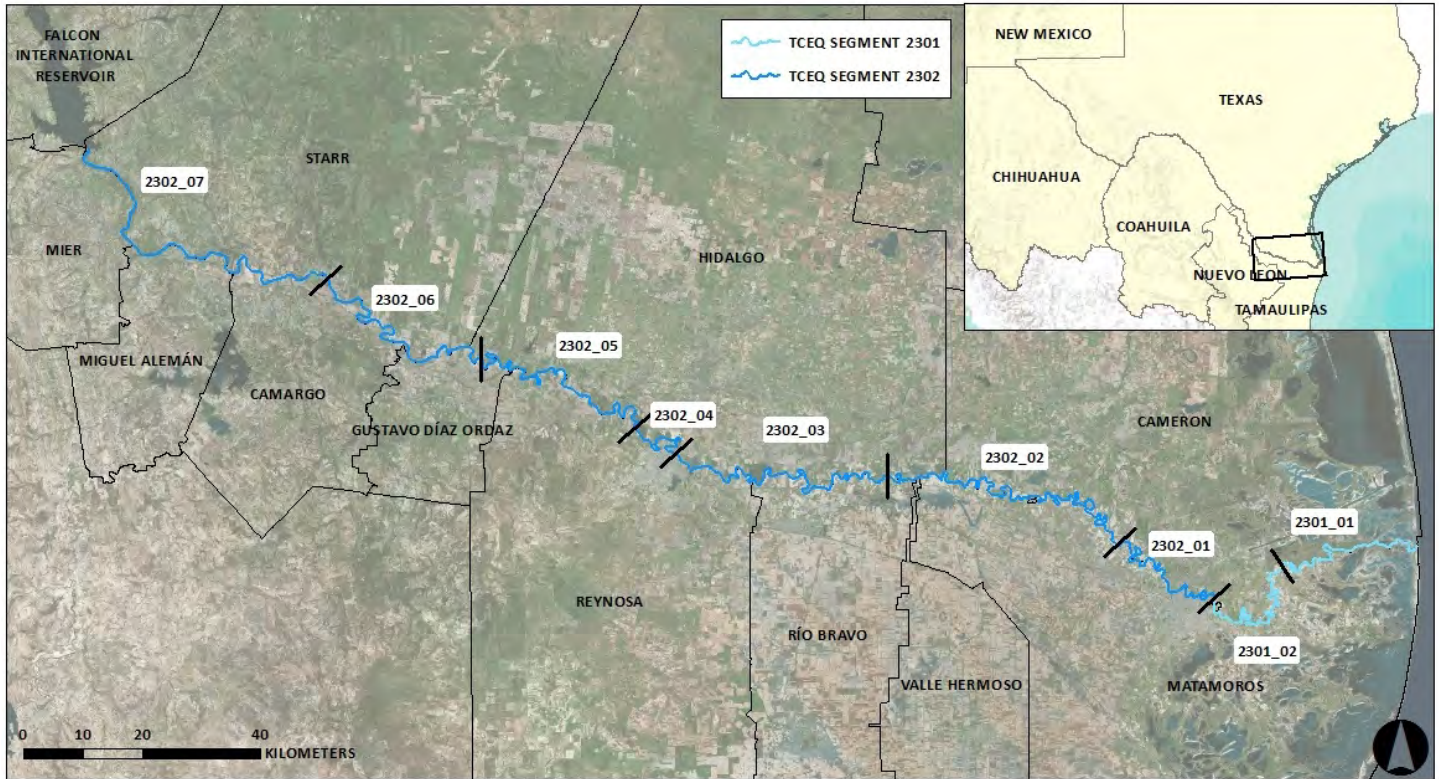 FALCON
INTERNATIONAL
RESERVOIR
TCEQ SEGMENT 2301
TCEQ SEGMENT 2302
NEW MEXICO
TEXAS
CHIHUAHUA
COAHUILA
NUEVO LEON
TAMAULIPAS
STARR
2302_07
MIER
HIDALGO
2302_06
2302_05
MIGUEL ALEMÁN
CAMARGO
GUSTAVO DÍAZ ORDAZ
2302_04
2302_03
CAMERON
2302_02
2301_01
2302_01
REYNOSA
RÍO BRAVO
2301_02
VALLE HERMOSO
MATAMOROS
0 10 20 40
KILOMETERS